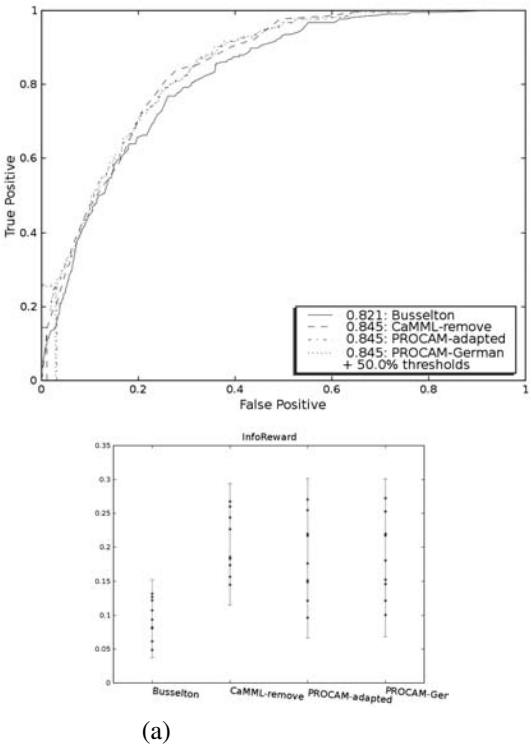 1
0.8
0.6
0.4
0.2
0
True Positive
0.821: Busselton
0.845: CaMML-remove
0.845: PROCAM-adapted
0.845: PROCAM-German
+ 50.0% thresholds
0 0.2 0.4 0.6 0.8 1
False Positive
InfoReward
0.35
0.3
0.25
0.2
0.15
0.1
0.05
0
Busselton CaMML-remove PROCAM-adapted PROCAM-Ger
(a)